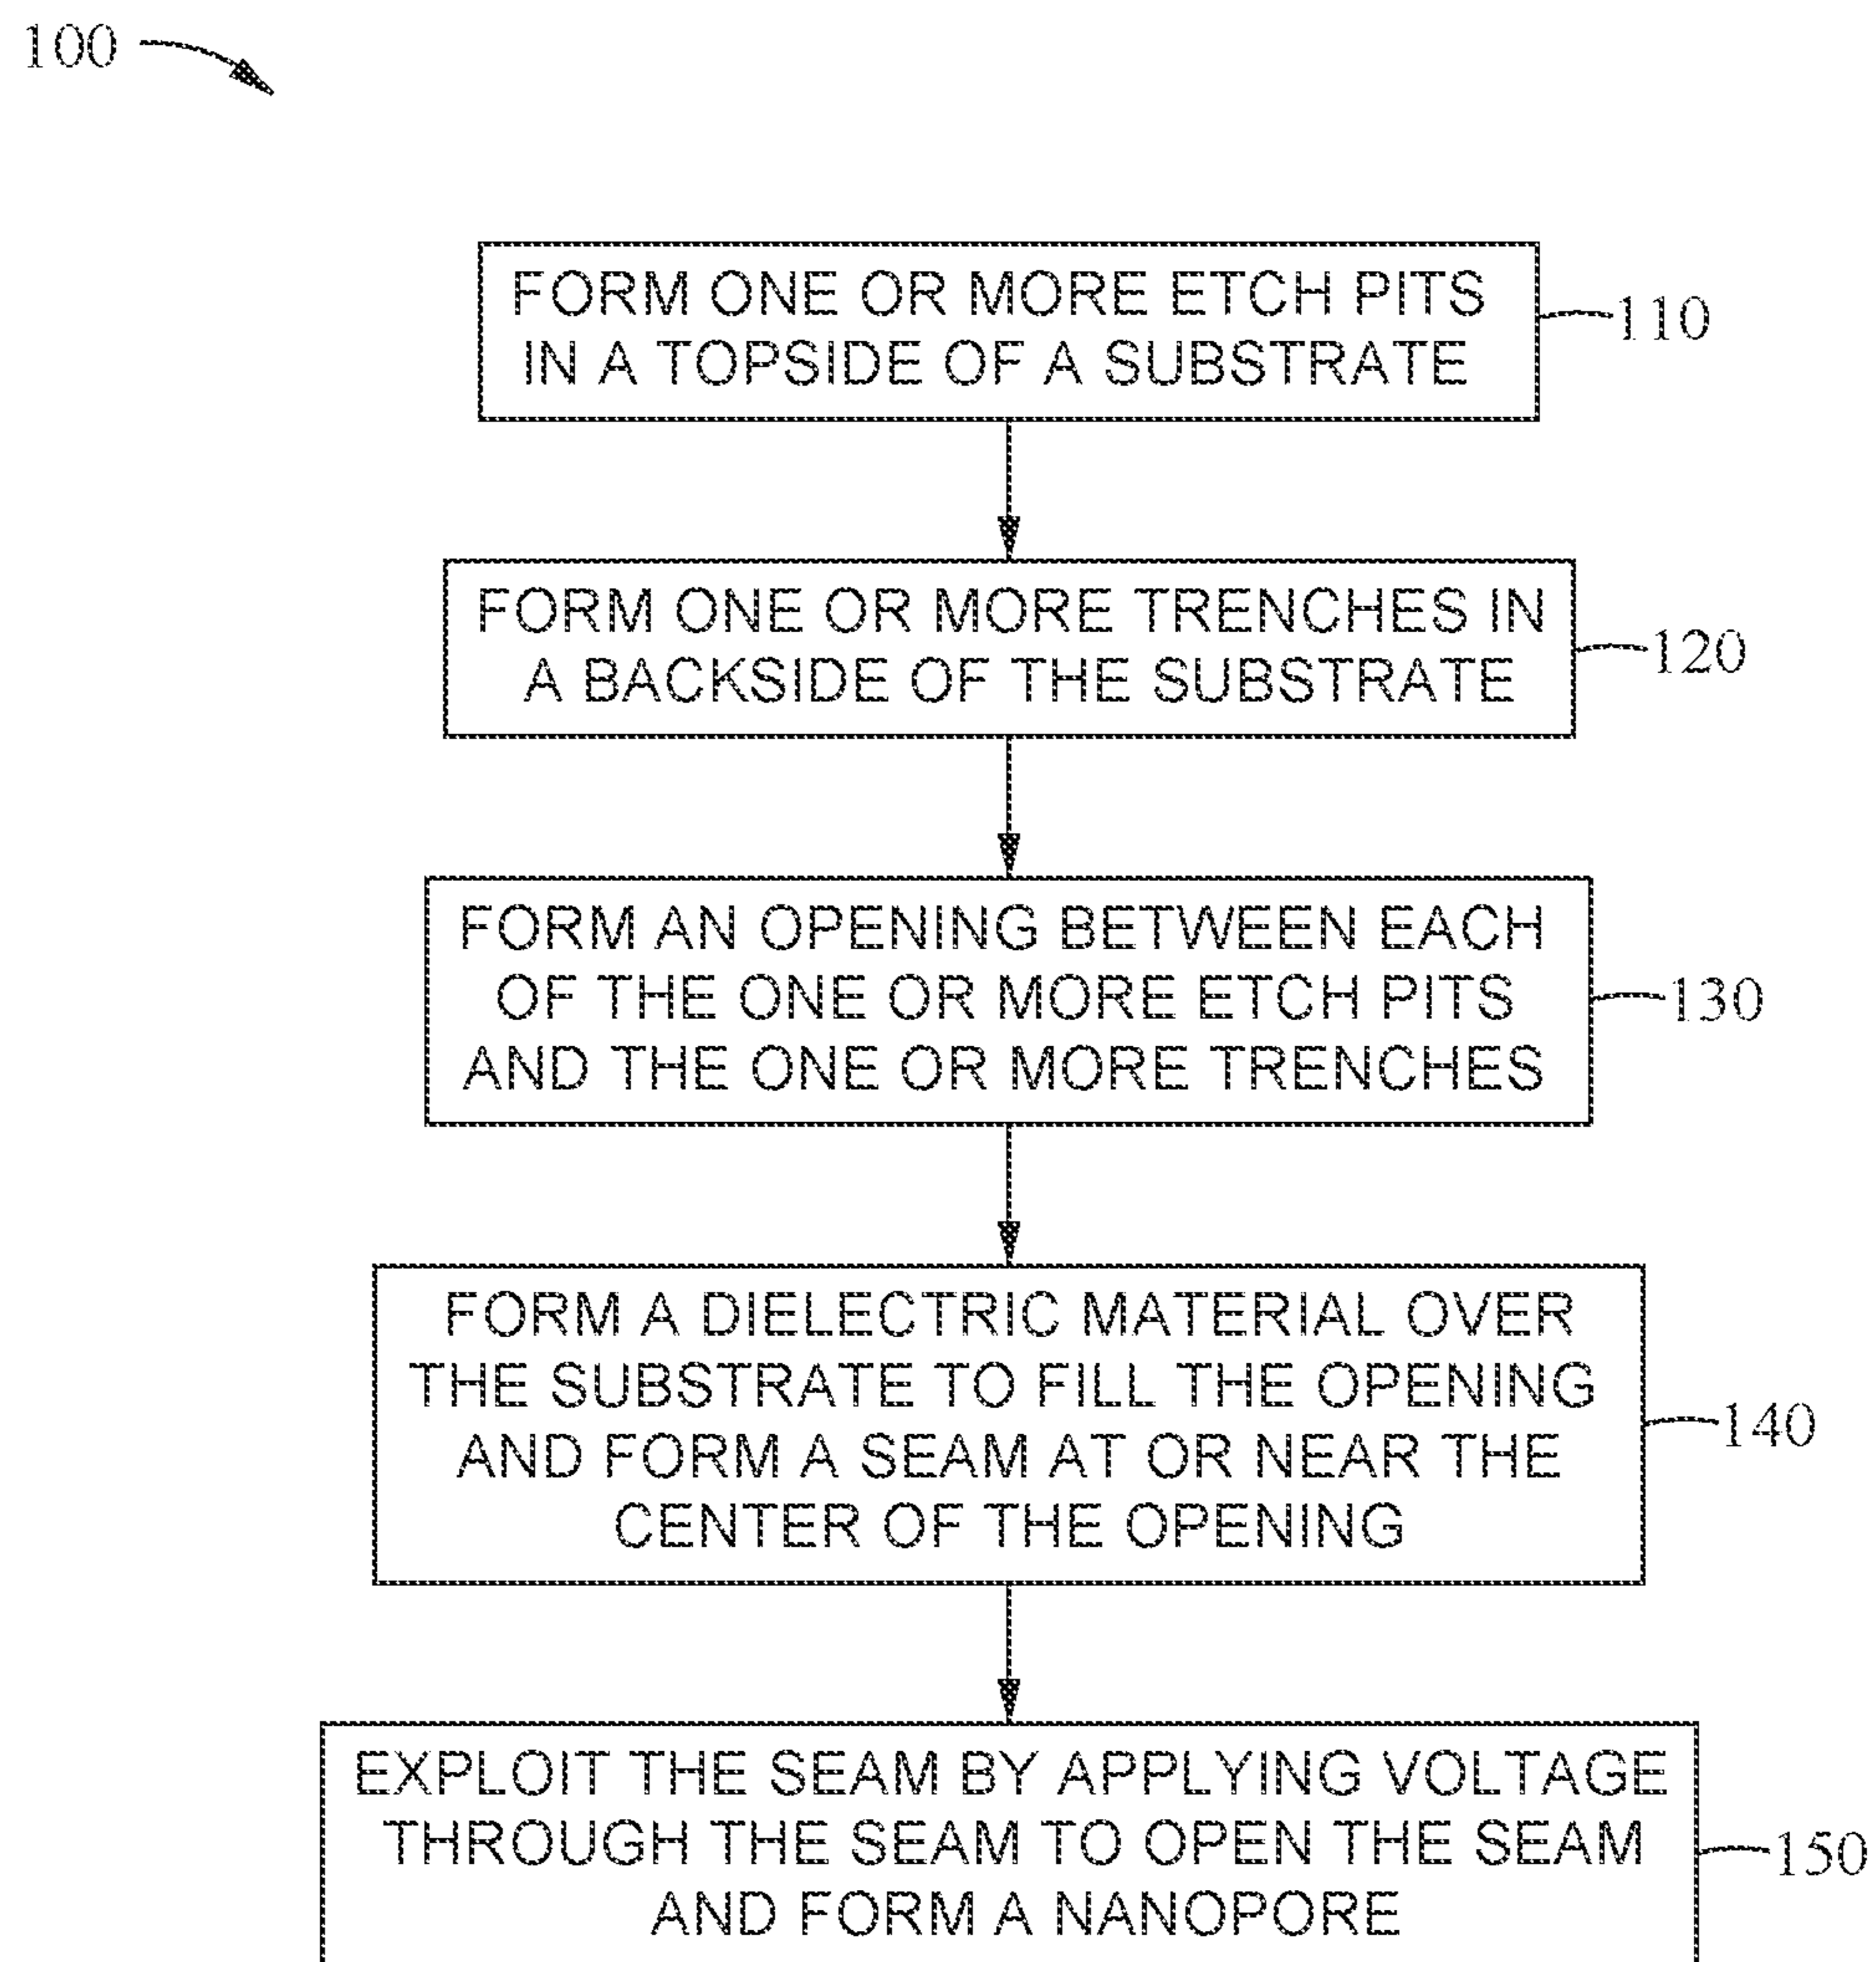 100
FORM ONE OR MORE ETCH PITS
IN A TOPSIDE OF A SUBSTRATE
110
FORM ONE OR MORE TRENCHES IN
A BACKSIDE OF THE SUBSTRATE
120
FORM AN OPENING BETWEEN EACH
OF THE ONE OR MORE ETCH PITS
AND THE ONE OR MORE TRENCHES
130
FORM A DIELECTRIC MATERIAL OVER
THE SUBSTRATE TO FILL THE OPENING
AND FORM A SEAM AT OR NEAR THE
CENTER OF THE OPENING
140
EXPLOIT THE SEAM BY APPLYING VOLTAGE
THROUGH THE SEAM TO OPEN THE SEAM
AND FORM A NANOPORE
150